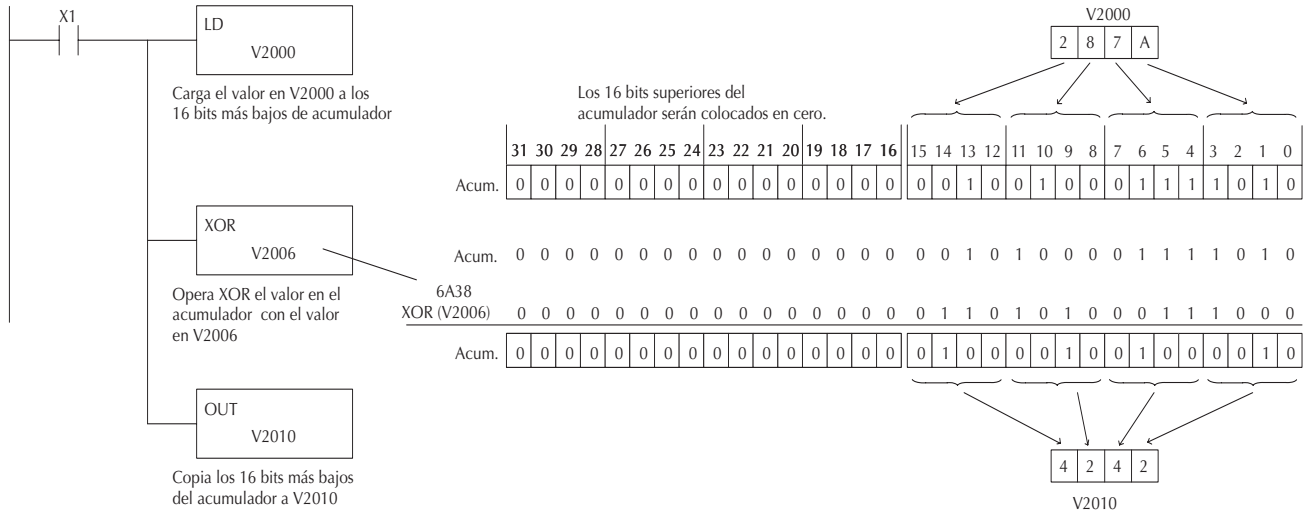 X1
LD
V2000
Carga el valor en V2000 a los
16 bits más bajos de acumulador
XOR
V2006
Opera XOR el valor en el
acumulador con el valor
en V2006
OUT
V2010
Copia los 16 bits más bajos
del acumulador a V2010
V2000
2 8 7 A
Los 16 bits superiores del
acumulador serán colocados en cero.
31 30 29 28 27 26 25 24 23 22 21 20 19 18 17 16 15 14 13 12 11 10 9 8 7 6 5 4 3 2 1 0
Acum. 0 0 0 0 0 0 0 0 0 0 0 0 0 0 0 0 0 0 1 0 0 1 0 0 0 1 1 1 1 0 1 0
Acum. 0 0 0 0 0 0 0 0 0 0 0 0 0 0 0 0 0 0 1 0 1 0 0 0 0 1 1 1 1 0 1 0
6A38
XOR (V2006) 0 0 0 0 0 0 0 0 0 0 0 0 0 0 0 0 0 1 1 0 1 0 1 0 0 0 1 1 1 0 0 0
Acum. 0 0 0 0 0 0 0 0 0 0 0 0 0 0 0 0 0 1 0 0 0 0 1 0 0 1 0 0 0 0 1 0
4 2 4 2
V2010